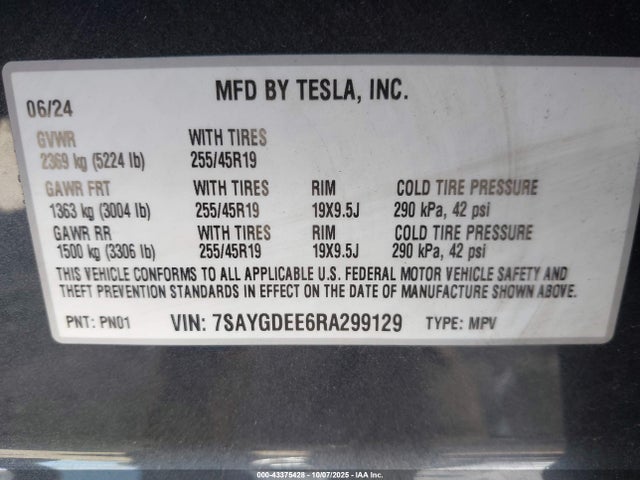 MFD BY TESLA, INC.
06/24
GVWR WITH TIRES
2369 kg (5224 lb) 255/45R19
GAWR FRT WITH TIRES RIM COLD TIRE PRESSURE
1363 kg (3004 lb) 255/45R19 19X9.5J 290 kPa, 42 psi
GAWR RR WITH TIRES RIM COLD TIRE PRESSURE
1500 kg (3306 lb) 255/45R19 19X9.5J 290 kPa, 42 psi
THIS VEHICLE CONFORMS TO ALL APPLICABLE U.S. FEDERAL MOTOR VEHICLE SAFETY AND
THEFT PREVENTION STANDARDS IN EFFECT ON THE DATE OF MANUFACTURE SHOWN ABOVE.
PNT: PN01 VIN: 7SAYGDEE6RA299129 TYPE: MPV
000-43375428 - 10/07/2025 - IAA Inc.